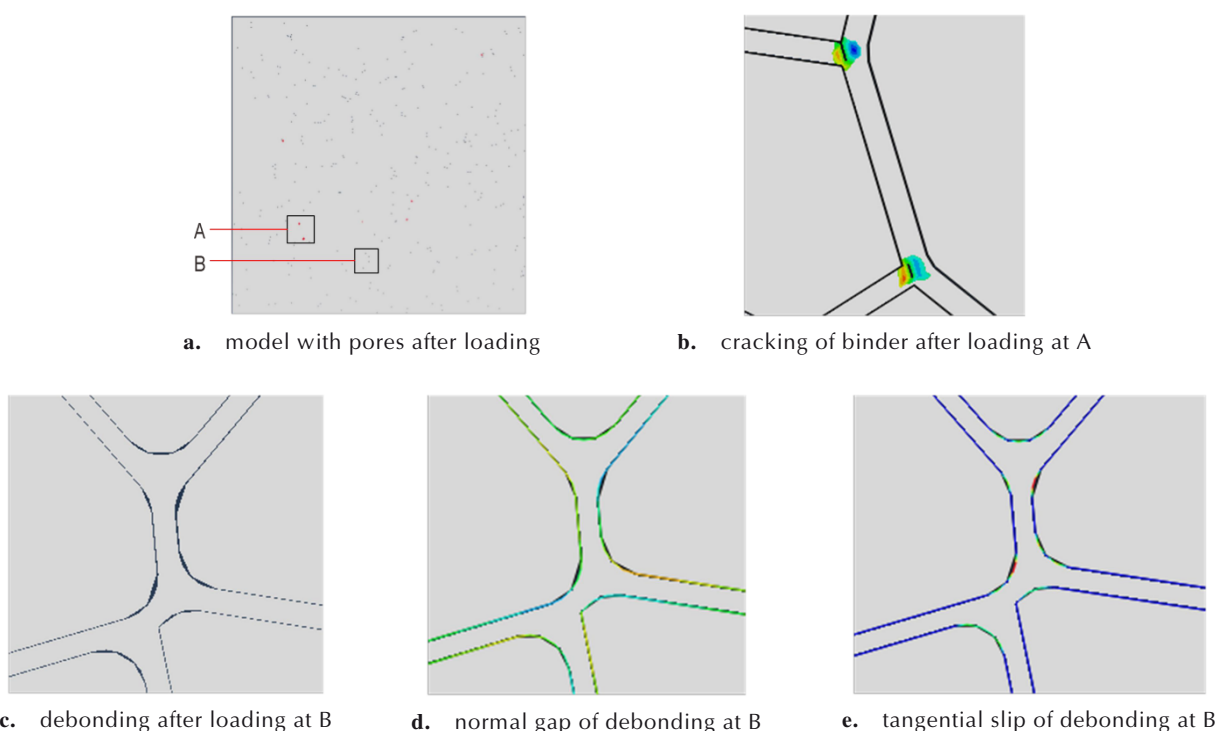 A
B
a. model with pores after loading
b. cracking of binder after loading at A
c. debonding after loading at B
d. normal gap of debonding at B
e. tangential slip of debonding at B